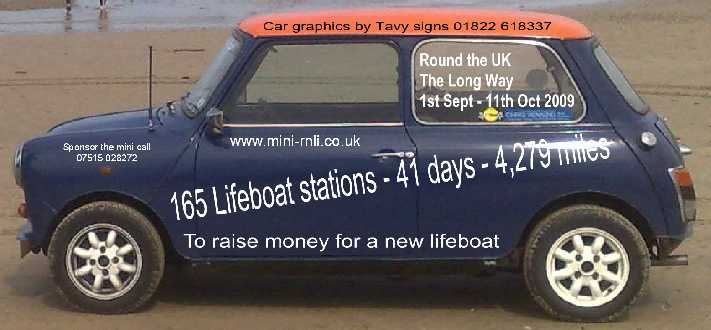 Car graphics by Tavy signs 01822 618337
Round the UK
The Long Way
1st Sept - 11th Oct 2009
Sponsor the mini call
07515 028272
www.mini-rnli.co.uk
165 Lifeboat stations - 41 days - 4,279 miles
To raise money for a new lifeboat